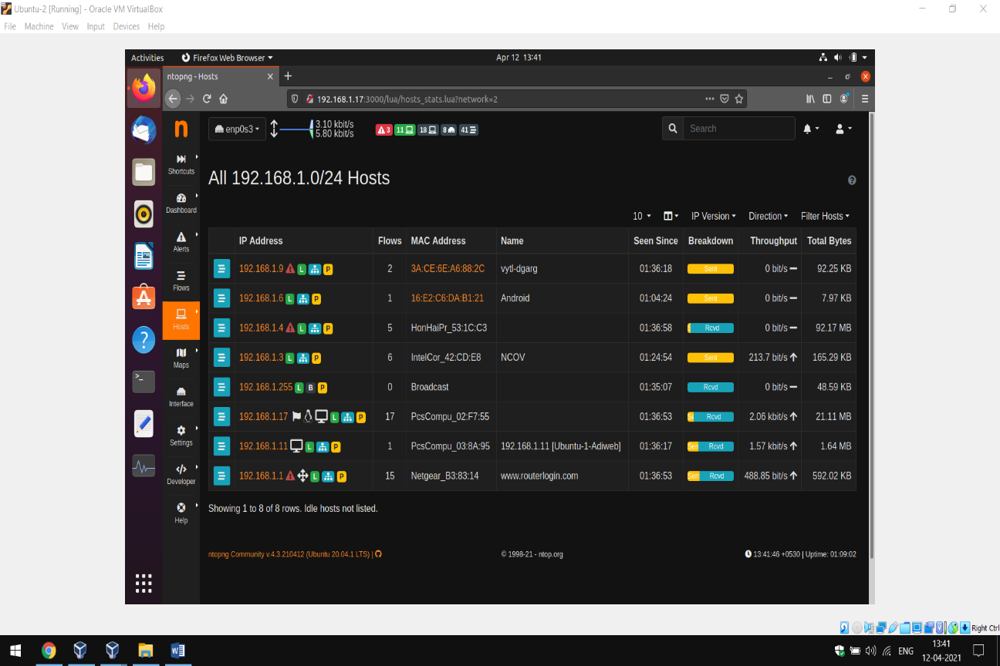 Ubuntu-2 [Running] - Oracle VM VirtualBox
File Machine View Input Devices Help
Activities Firefox Web Browser Apr 12 13:41
ntopng - Hosts
192.168.1.17:3000/lua/hosts_stats.lua?network=2
n enp0s3 3.10 kbit/s
5.80 kbit/s
3 11 18 8 41
Search
Shortcuts
Dashboard
Alerts
Flows
Hosts
Maps
Interface
Settings
Developer
Help
All 192.168.1.0/24 Hosts
10 IP Version Direction Filter Hosts
IP Address Flows MAC Address Name Seen Since Breakdown Throughput Total Bytes
192.168.1.9 L P 2 3A:CE:6E:A6:88:2C vytl-dgarg 01:36:18 Sent 0 bit/s 92.25 KB
192.168.1.6 L P 1 16:E2:C6:DA:B1:21 Android 01:04:24 Sent 0 bit/s 7.97 KB
192.168.1.4 L P 5 HonHaiPr_53:1C:C3 01:36:58 S Rcvd 0 bit/s 92.17 MB
192.168.1.3 L P 6 IntelCor_42:CD:E8 NCOV 01:24:54 Sent 213.7 bit/s 165.29 KB
192.168.1.255 L B P 0 Broadcast 01:35:07 Rcvd 0 bit/s 48.59 KB
192.168.1.17 L P 17 PcsCompu_02:F7:55 01:36:53 Rcvd 2.06 kbit/s 21.11 MB
192.168.1.11 L P 1 PcsCompu_03:8A:95 192.168.1.11 [Ubuntu-1-Adiweb] 01:36:17 Sen Rcvd 1.57 kbit/s 1.64 MB
192.168.1.1 L P 15 Netgear_B3:83:14 www.routerlogin.com 01:36:53 Sen Rcvd 488.85 bit/s 592.02 KB
Showing 1 to 8 of 8 rows. Idle hosts not listed.
ntopng Community v.4.3.210412 (Ubuntu 20.04.1 LTS) | © 1998-21 - ntop.org 13:41:46 +0530 | Uptime: 01:09:02
Right Ctrl
ENG 13:41
12-04-2021